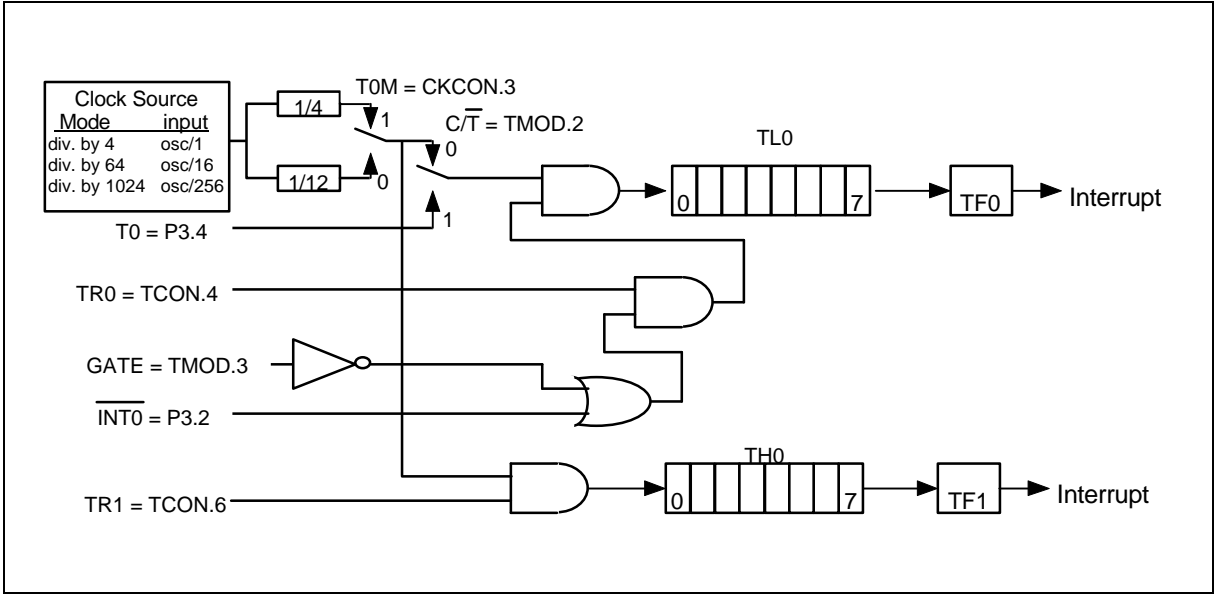 Clock Source
Mode input
div. by 4 osc/1
div. by 64 osc/16
div. by 1024 osc/256
1/4
1/12
T0M = CKCON.3
1
0
C/T̅ = TMOD.2
0
1
T0 = P3.4
TL0
0 7
TF0
Interrupt
TR0 = TCON.4
GATE = TMOD.3
I̅N̅T̅0̅ = P3.2
TR1 = TCON.6
TH0
0 7
TF1
Interrupt